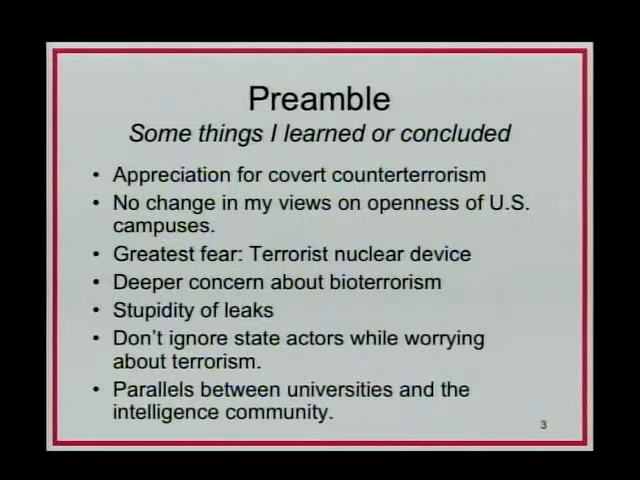 Preamble
Some things I learned or concluded
• Appreciation for covert counterterrorism
• No change in my views on openness of U.S.
campuses.
• Greatest fear: Terrorist nuclear device
• Deeper concern about bioterrorism
• Stupidity of leaks
• Don't ignore state actors while worrying
about terrorism.
• Parallels between universities and the
intelligence community.
3